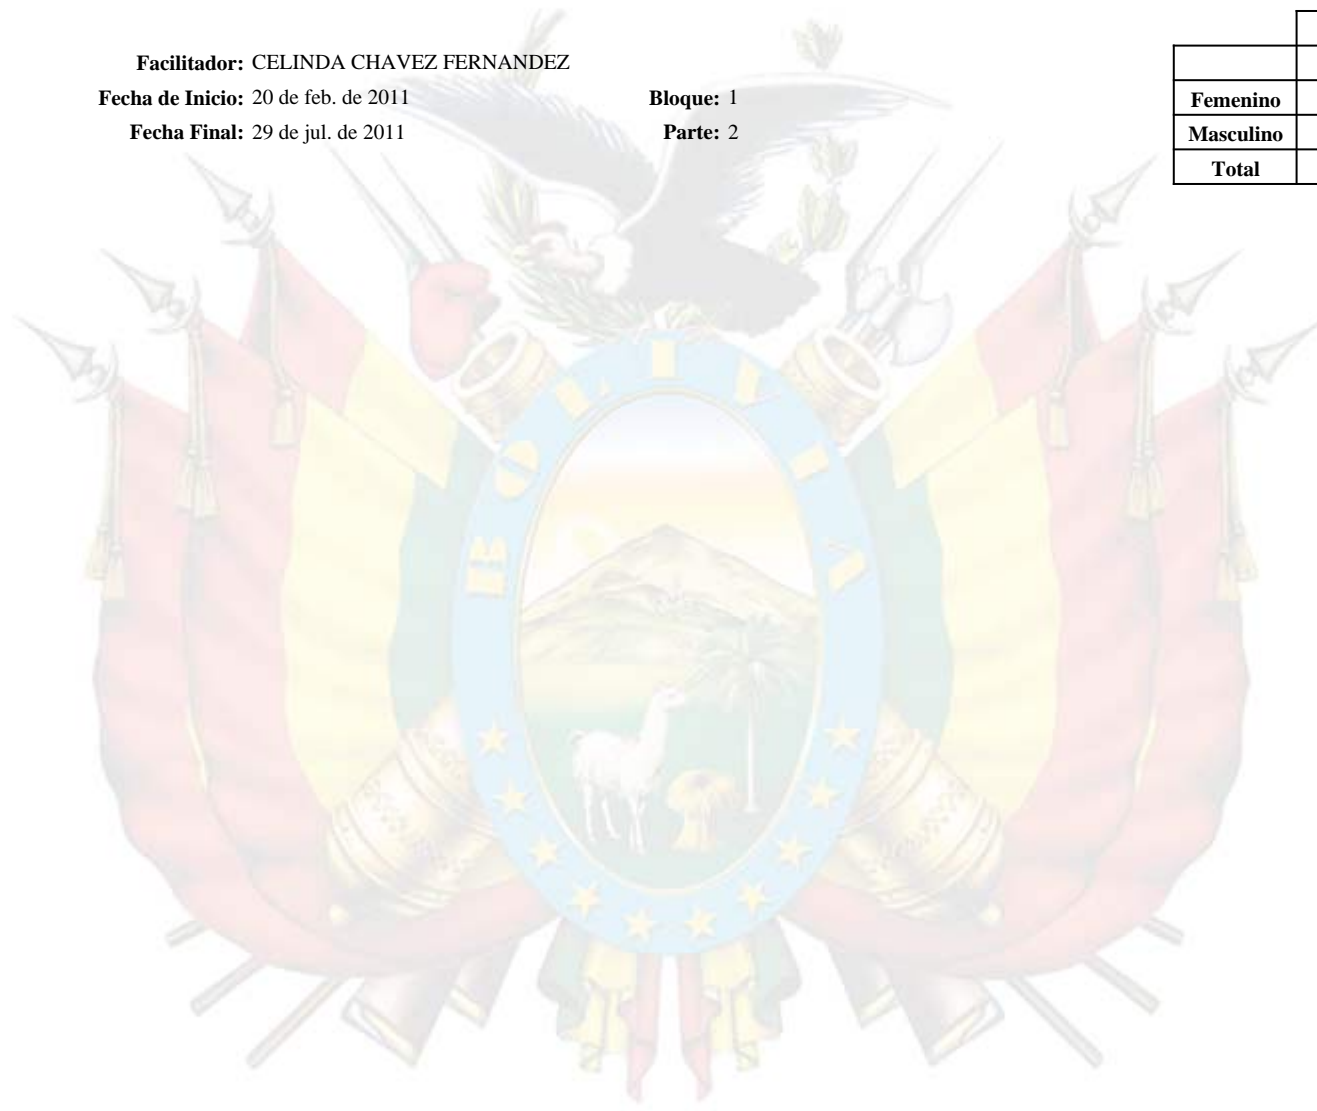 Facilitador: CELINDA CHAVEZ FERNANDEZ
Fecha de Inicio: 20 de feb. de 2011 Bloque: 1
Fecha Final: 29 de jul. de 2011 Parte: 2
Femenino
Masculino
Total
BOLIVIA